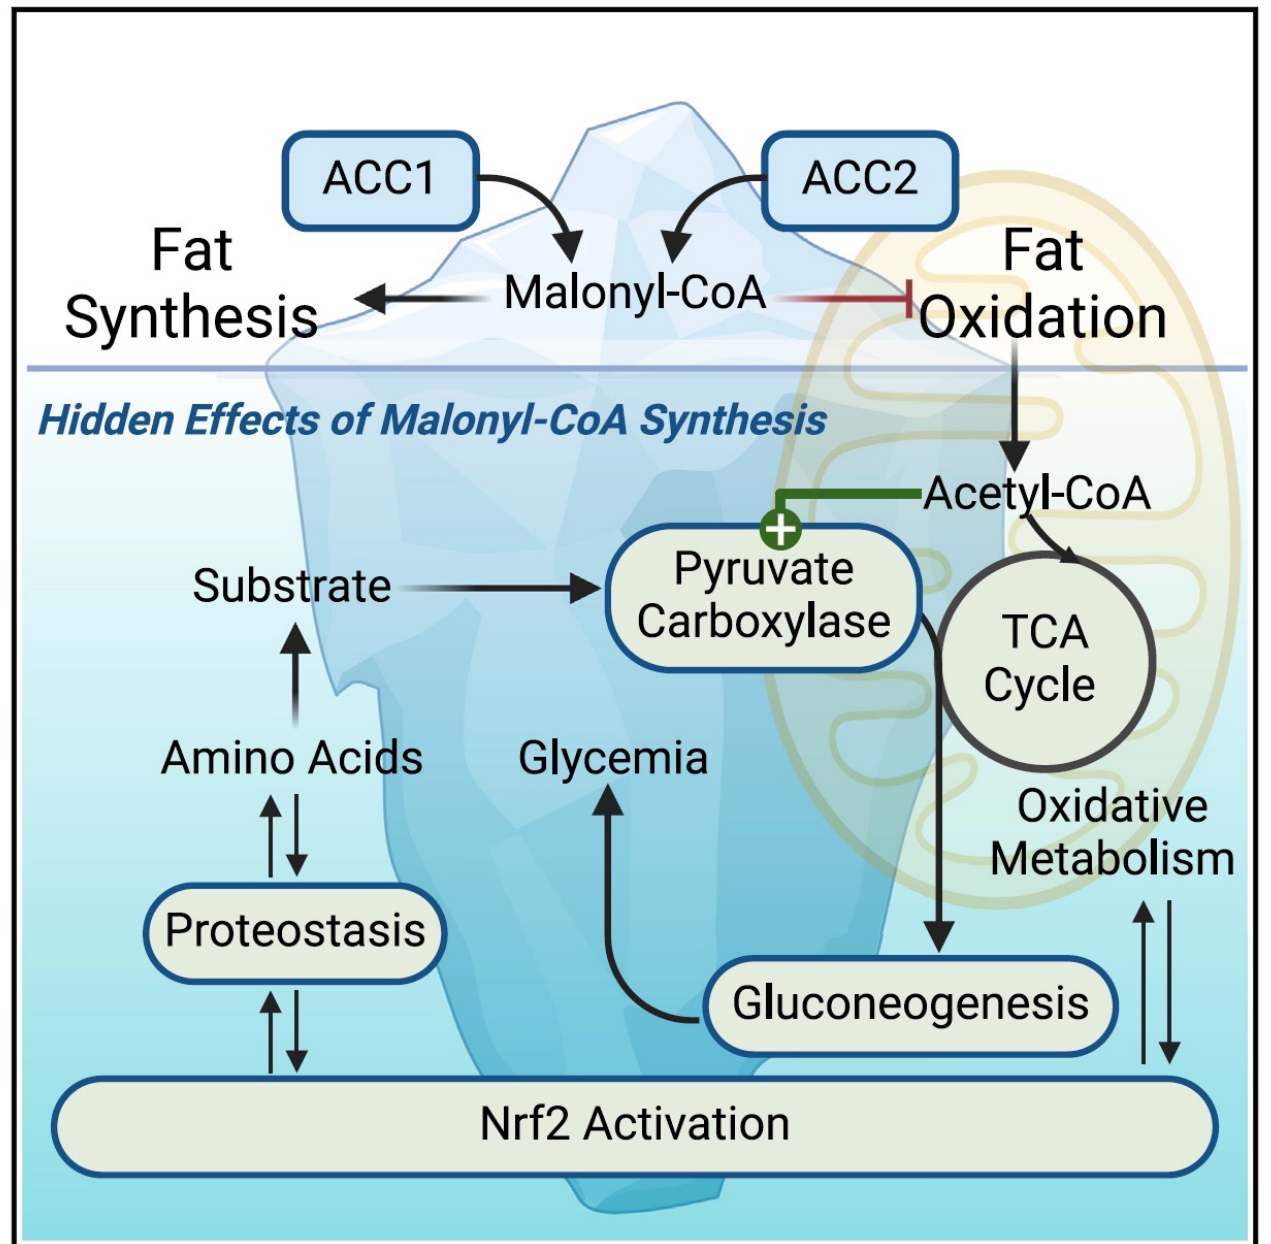 ACC1
ACC2
Fat
Synthesis
Malonyl-CoA
Fat
Oxidation
Hidden Effects of Malonyl-CoA Synthesis
Acetyl-CoA
Substrate
+
Pyruvate
Carboxylase
TCA
Cycle
Amino Acids
Glycemia
Oxidative
Metabolism
Proteostasis
Gluconeogenesis
Nrf2 Activation